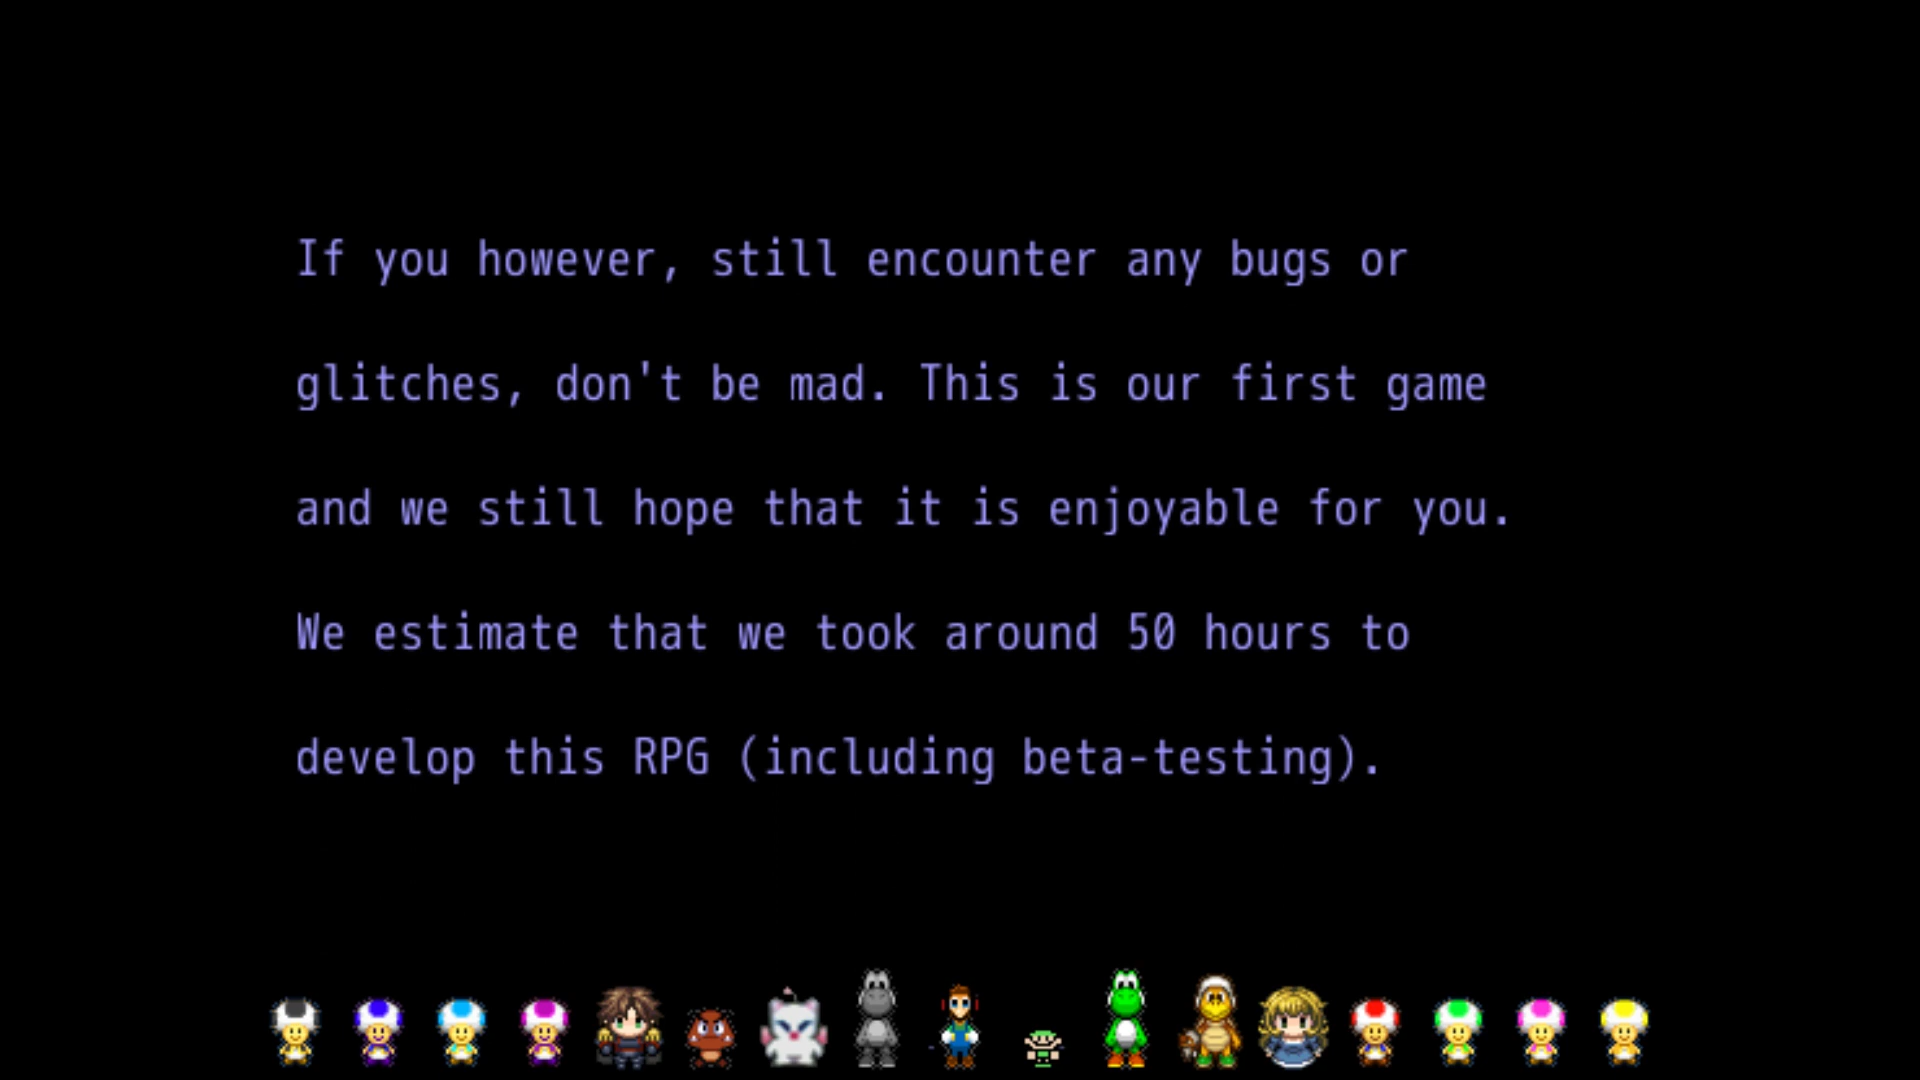 If you however, still encounter any bugs or
glitches, don't be mad. This is our first game
and we still hope that it is enjoyable for you.
We estimate that we took around 50 hours to
develop this RPG (including beta-testing).